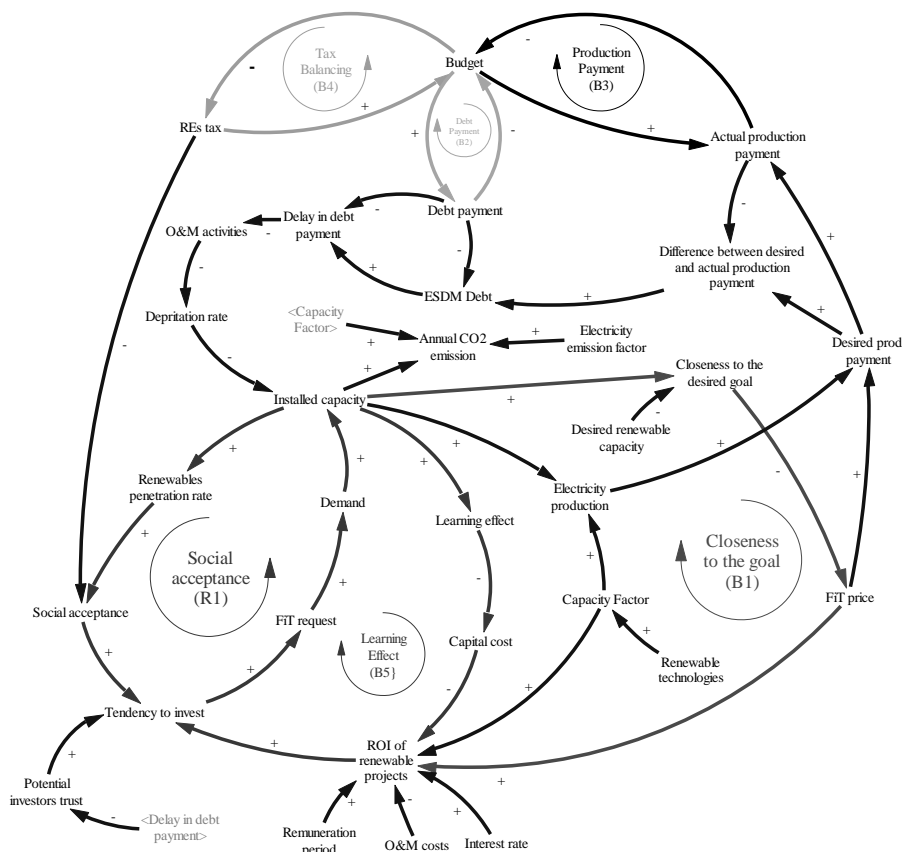 Tax
Balancing
(B4)
Budget
Production
Payment
(B3)
-
-
+
REs tax
+
Debt
Payment
(B2)
-
+
Actual production
payment
O&M activities
-
Delay in debt
payment
-
Debt payment
-
-
Difference between desired
and actual production
payment
+
-
+
ESDM Debt
+
+
Depritation rate
<Capacity
Factor>
+
Annual CO2
emission
+
Electricity
emission factor
Desired prod
payment
-
-
+
Closeness to the
desired goal
Installed capacity
+
-
Desired renewable
capacity
+
+
+
+
-
+
Renewables
penetration rate
Demand
Electricity
production
Learning effect
+
+
Social
acceptance
(R1)
+
-
+
Closeness
to the goal
(B1)
Social acceptance
FiT request
Learning
Effect
(B5}
Capital cost
Capacity Factor
FiT price
+
+
-
+
Renewable
technologies
+
Tendency to invest
+
ROI of
renewable
projects
+
+
Potential
investors trust
-
<Delay in debt
payment>
+
-
+
Remuneration
period
O&M costs
Interest rate